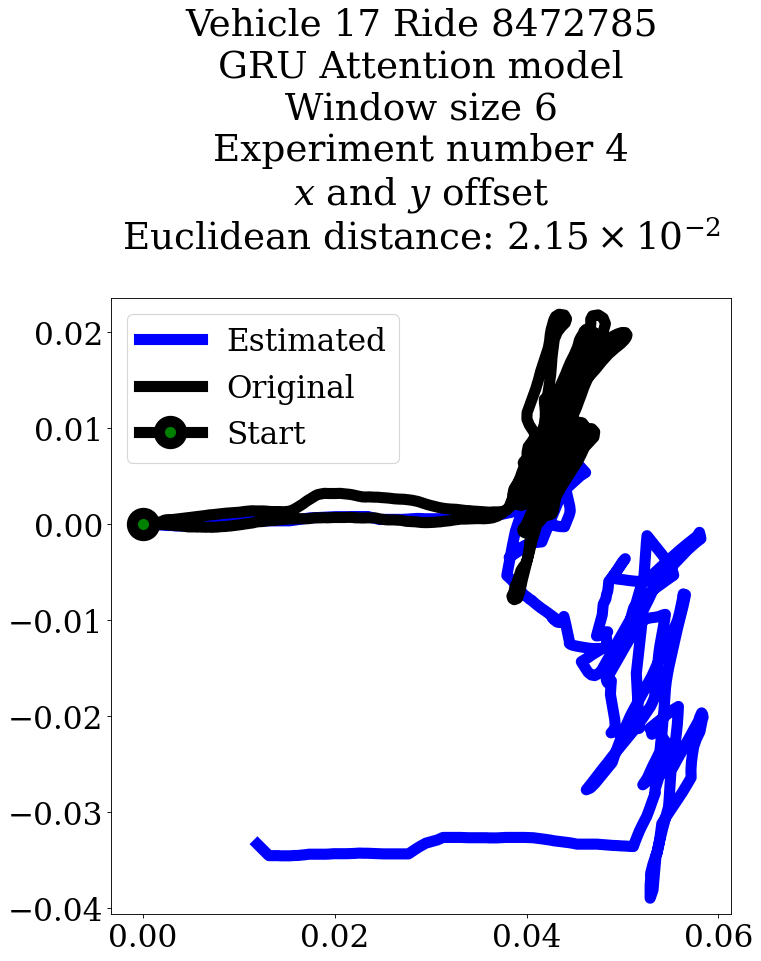 Vehicle 17 Ride 8472785
GRU Attention model
Window size 6
Experiment number 4
x and y offset
Euclidean distance: 2.15 × 10⁻²
Estimated
Original
Start
0.02
0.01
0.00
−0.01
−0.02
−0.03
−0.04
0.00 0.02 0.04 0.06